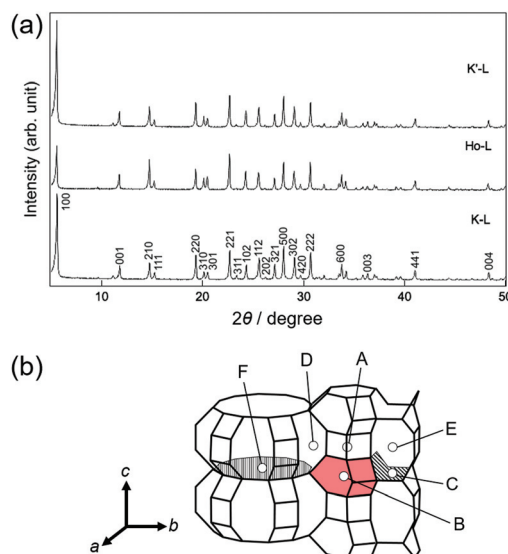 (a)
Intensity (arb. unit)
K'-L
Ho-L
K-L
100
001
210
111
220
310
301
221
311
102
112
202
321
500
302
420
222
600
003
441
004
10
20
30
40
50
2θ / degree
(b)
F
D
A
E
C
B
c
b
a